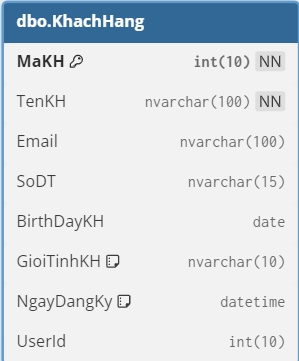 dbo.KhachHang
MaKH int(10) NN
TenKH nvarchar(100) NN
Email nvarchar(100)
SoDT nvarchar(15)
BirthDayKH date
GioiTinhKH nvarchar(10)
NgayDangKy datetime
UserId int(10)